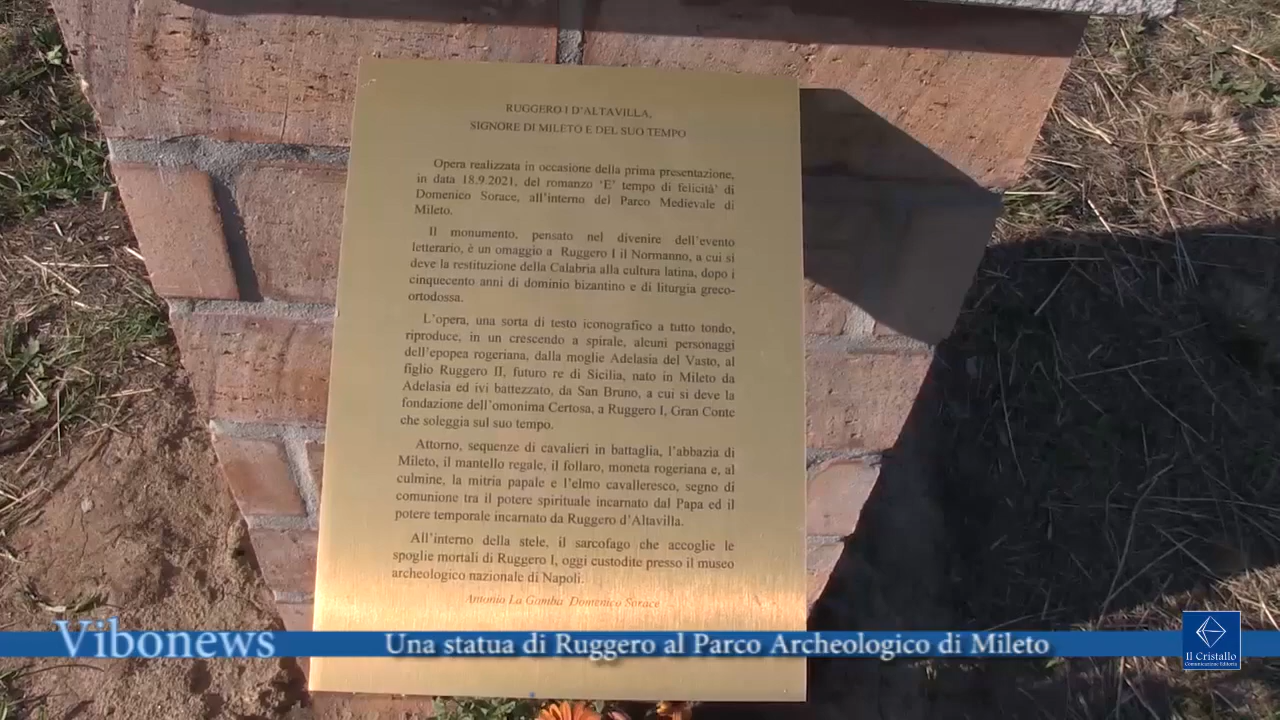 RUGGERO I D'ALTAVILLA,
SIGNORE DI MILETO E DEL SUO TEMPO
Opera realizzata in occasione della prima presentazione,
in data 18.9.2021, del romanzo 'E' tempo di felicità' di
Domenico Sorace, all'interno del Parco Medievale di
Mileto.
Il monumento, pensato nel divenire dell'evento
letterario, è un omaggio a Ruggero I il Normanno, a cui si
deve la restituzione della Calabria alla cultura latina, dopo i
cinquecento anni di dominio bizantino e di liturgia greco-
ortodossa.
L'opera, una sorta di testo iconografico a tutto tondo,
riproduce, in un crescendo a spirale, alcuni personaggi
dell'epopea rogeriana, dalla moglie Adelasia del Vasto, al
figlio Ruggero II, futuro re di Sicilia, nato in Mileto da
Adelasia ed ivi battezzato, da San Bruno, a cui si deve la
fondazione dell'omonima Certosa, a Ruggero I, Gran Conte
che soleggia sul suo tempo.
Attorno, sequenze di cavalieri in battaglia, l'abbazia di
Mileto, il mantello regale, il follaro, moneta rogeriana e, al
culmine, la mitria papale e l'elmo cavalleresco, segno di
comunione tra il potere spirituale incarnato dal Papa ed il
potere temporale incarnato da Ruggero d'Altavilla.
All'interno della stele, il sarcofago che accoglie le
spoglie mortali di Ruggero I, oggi custodite presso il museo
archeologico nazionale di Napoli.
Antonio La Gamba Domenico Sorace
Vibonews
Una statua di Ruggero al Parco Archeologico di Mileto
Il Cristallo
Comunicazione Editoria